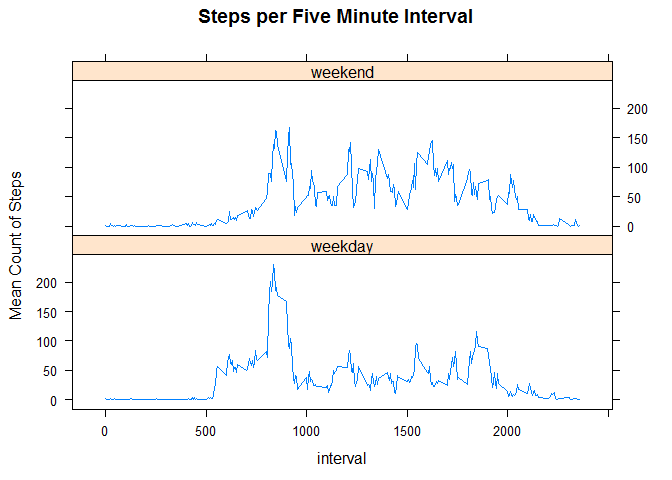 Steps per Five Minute Interval
weekend
200
150
100
50
0
weekday
200
150
100
50
0
Mean Count of Steps
0 500 1000 1500 2000
interval